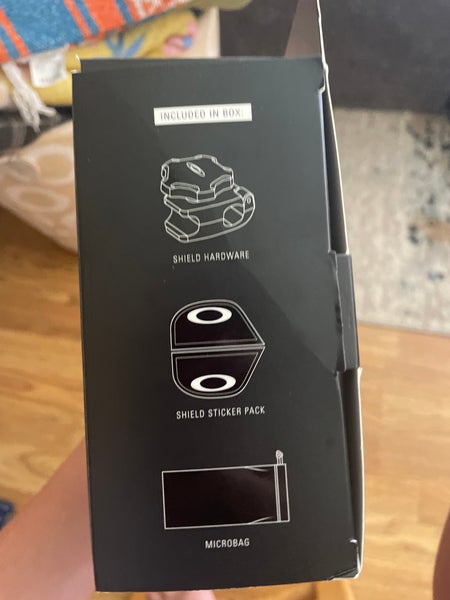 INCLUDED IN BOX:
SHIELD HARDWARE
SHIELD STICKER PACK
MICROBAG